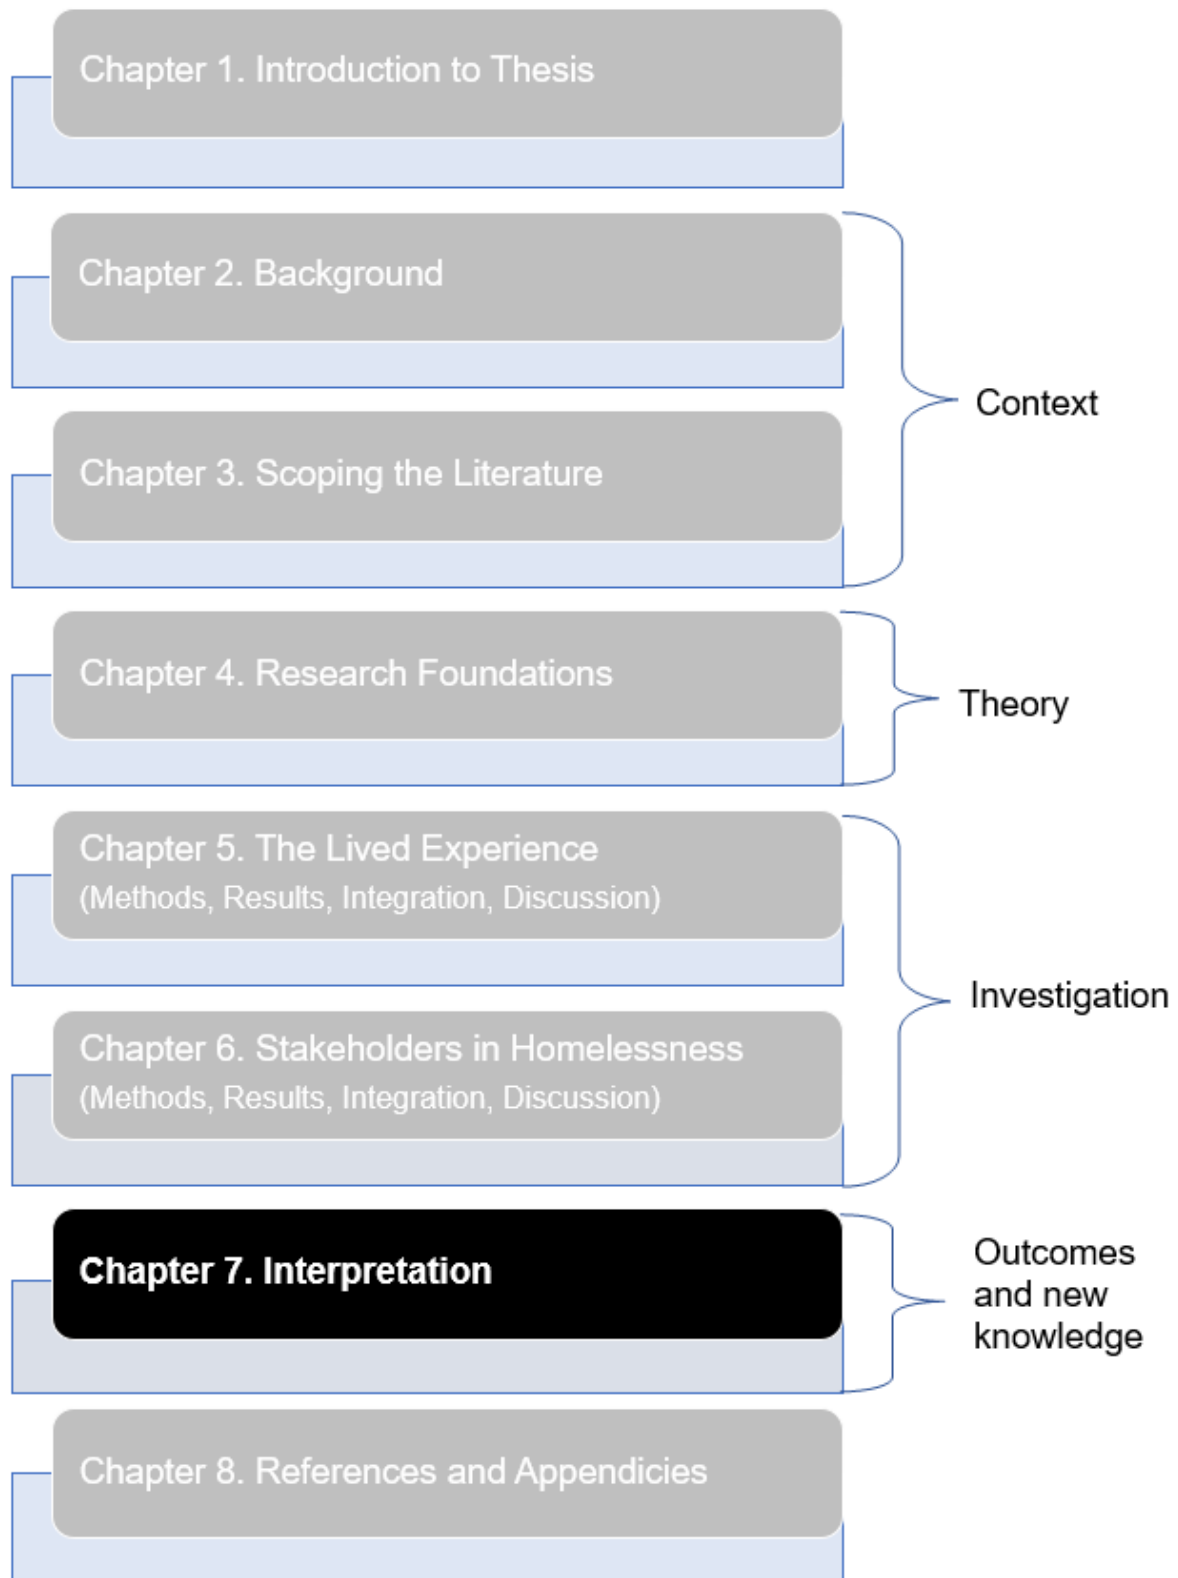 Chapter 1. Introduction to Thesis
Chapter 2. Background
Chapter 3. Scoping the Literature
Context
Chapter 4. Research Foundations
Theory
Chapter 5. The Lived Experience
(Methods, Results, Integration, Discussion)
Chapter 6. Stakeholders in Homelessness
(Methods, Results, Integration, Discussion)
Investigation
Chapter 7. Interpretation
Outcomes
and new
knowledge
Chapter 8. References and Appendicies